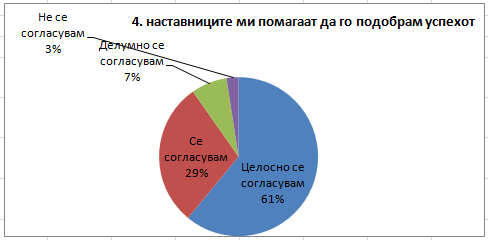 4. наставниците ми помагаат да го подобрам успехот
Не се
согласувам
3%
Делумно се
согласувам
7%
Се
согласувам
29%
Целосно се
согласувам
61%